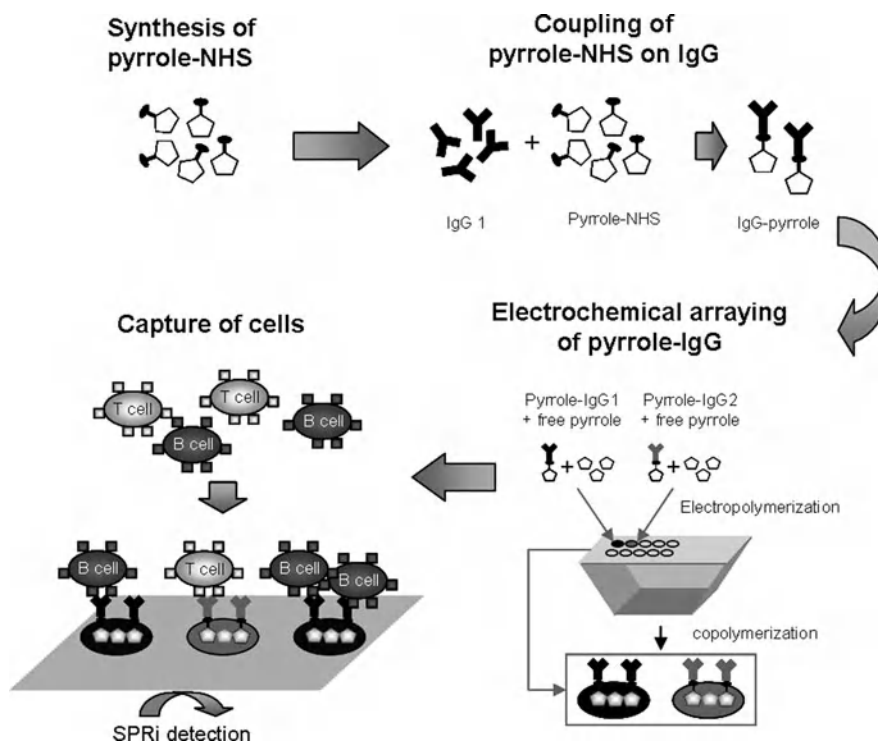 Synthesis of
pyrrole-NHS
Coupling of
pyrrole-NHS on IgG
IgG 1
+
Pyrrole-NHS
IgG-pyrrole
Electrochemical arraying
of pyrrole-IgG
Pyrrole-IgG1
+ free pyrrole
Pyrrole-IgG2
+ free pyrrole
+
+
Electropolymerization
copolymerization
Capture of cells
T cell
T cell
B cell
B cell
B cell
T cell
B cell
B cell
SPRi detection